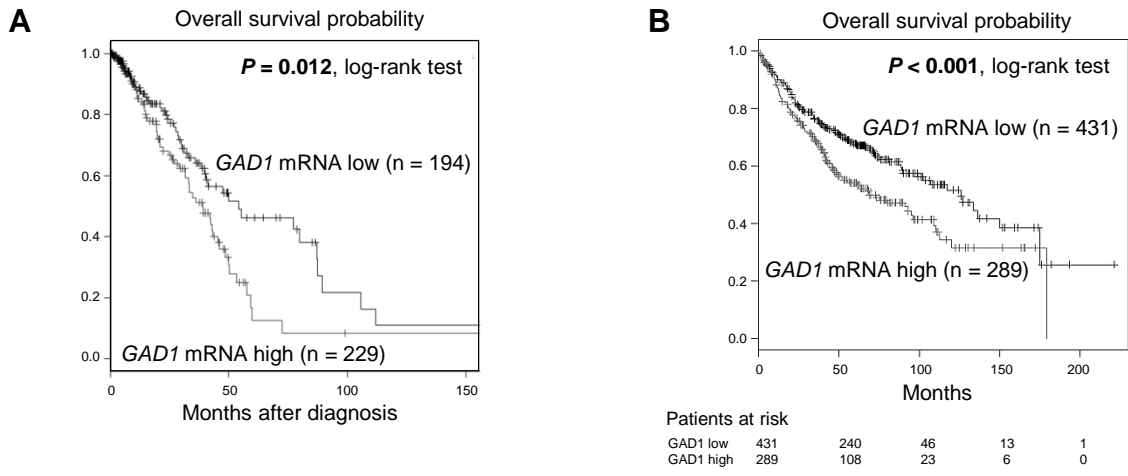 A
Overall survival probability
P = 0.012, log-rank test
GAD1 mRNA low (n = 194)
GAD1 mRNA high (n = 229)
1.0
0.8
0.6
0.4
0.2
0.0
0 50 100 150
Months after diagnosis
B
Overall survival probability
P < 0.001, log-rank test
GAD1 mRNA low (n = 431)
GAD1 mRNA high (n = 289)
1.0
0.8
0.6
0.4
0.2
0.0
0 50 100 150 200
Months
Patients at risk
GAD1 low 431 240 46 13 1
GAD1 high 289 108 23 6 0